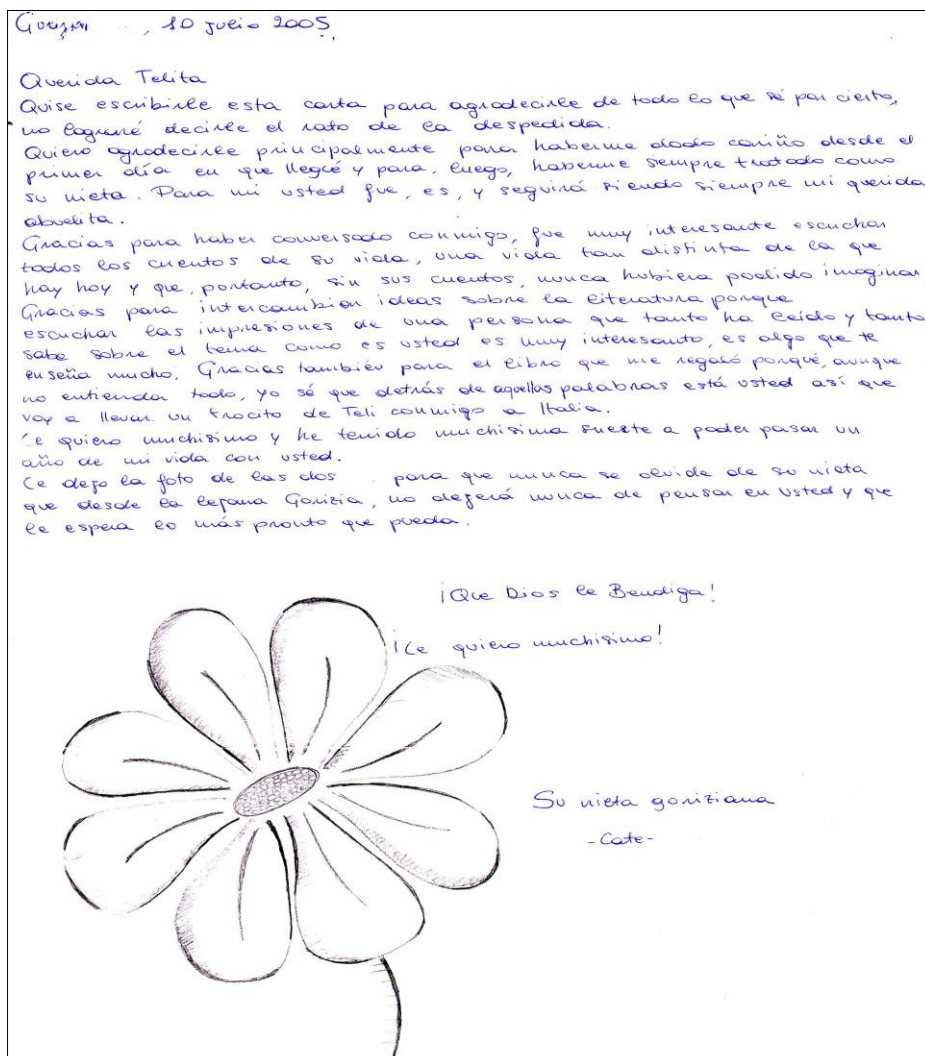 , 10 julio 2005.
Querida Telita
Quise escribirle esta carta para agradecirle de todo lo que sé por cierto,
no lograré decirle el rato de la despedida.
Quiero agradecirle principalmente para haberme dado cariño desde el
primer día en que llegué y para, luego, haberme siempre tratado como
su nieta. Para mi usted fue, es, y seguirá siendo siempre mi querida
abuelita.
Gracias para haber conversado conmigo, fue muy interesante escuchar
todos los cuentos de su vida, una vida tan distinta de la que
hay hoy y que, portanto, sin sus cuentos, nunca hubiera podido imaginar
Gracias para intercambiar ideas sobre la literatura porque
escuchar las impresiones de una persona que tanto ha leído y tanto
sabe sobre el tema como es usted es muy interesante, es algo que te
enseña mucho. Gracias también para el libro que me regaló porqué, aunque
no entienda todo, yo sé que detrás de aquellas palabras está usted así que
voy a llevar un trocito de Teli conmigo a Italia.
Le quiero muchisimo y he tenido muchisima suerte a poder pasar un
año de mi vida con usted.
Le dejo la foto de las dos para que nunca se olvide de su nieta
que desde la lejana Gorizia, no dejerá nunca de pensar en usted y que
le espera lo más pronto que pueda.
¡Que Dios le Bendiga!
¡Le quiero muchisimo!
Su nieta goriziana
-Cate-